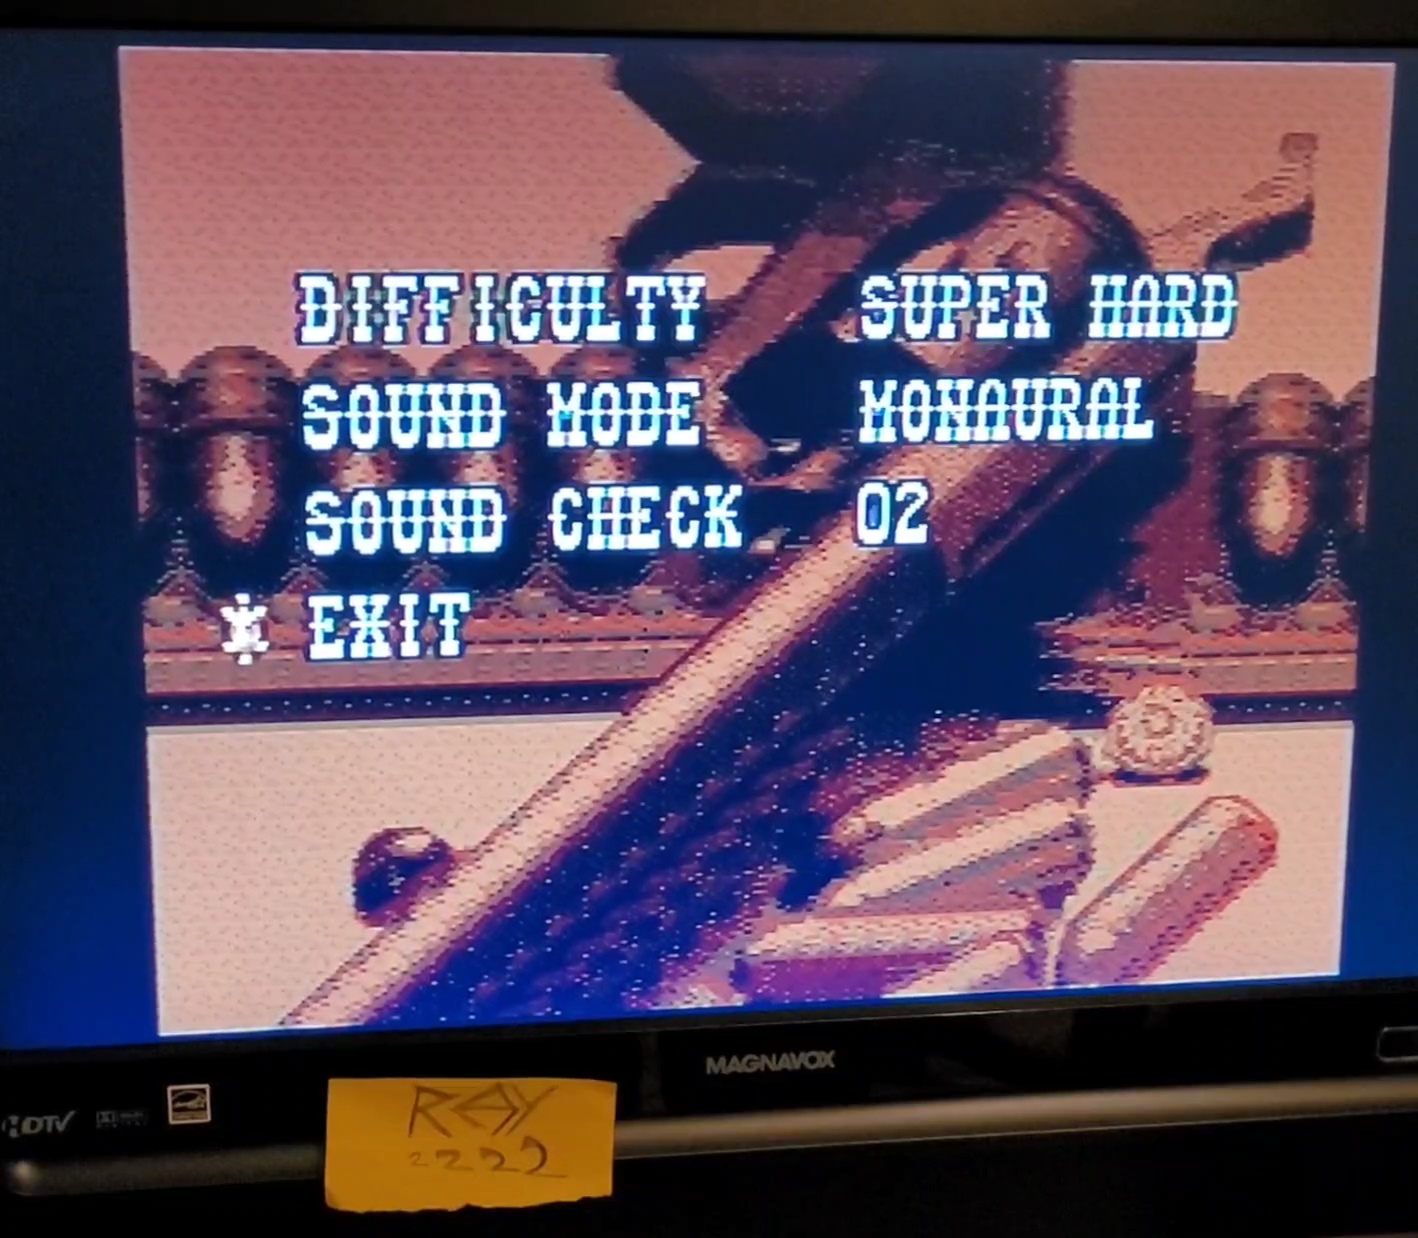 DIFFICULTY SUPER HARD
SOUND MODE MONAURAL
SOUND CHECK 02
EXIT
MAGNAVOX
HDTV
RAY
2222